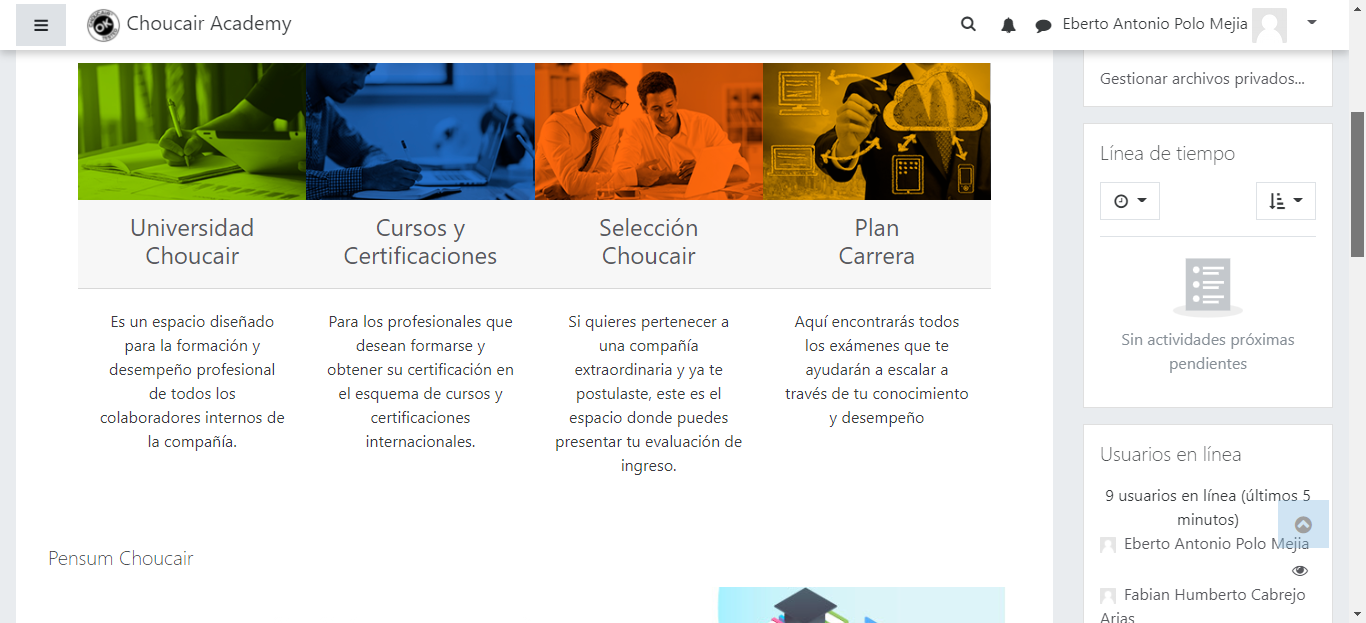 Choucair Academy
Eberto Antonio Polo Mejia
Universidad
Choucair
Es un espacio diseñado
para la formación y
desempeño profesional
de todos los
colaboradores internos de
la compañía.
Cursos y
Certificaciones
Para los profesionales que
desean formarse y
obtener su certificación en
el esquema de cursos y
certificaciones
internacionales.
Selección
Choucair
Si quieres pertenecer a
una compañía
extraordinaria y ya te
postulaste, este es el
espacio donde puedes
presentar tu evaluación de
ingreso.
Plan
Carrera
Aquí encontrarás todos
los exámenes que te
ayudarán a escalar a
través de tu conocimiento
y desempeño
Pensum Choucair
Gestionar archivos privados...
Línea de tiempo
Sin actividades próximas
pendientes
Usuarios en línea
9 usuarios en línea (últimos 5
minutos)
Eberto Antonio Polo Mejia
Fabian Humberto Cabrejo
Arias